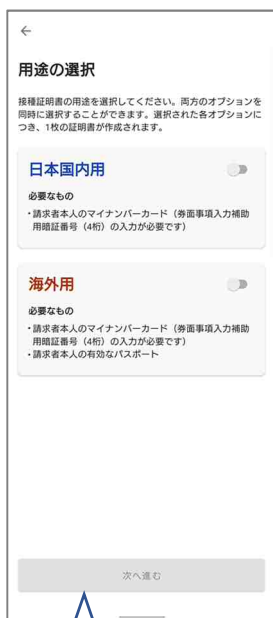 用途の選択
接種証明書の用途を選択してください。両方のオプションを
同時に選択することができます。選択された各オプションに
つき、1枚の証明書が作成されます。
日本国内用
必要なもの
・請求者本人のマイナンバーカード（券面事項入力補助
用暗証番号（4桁）の入力が必要です）
海外用
必要なもの
・請求者本人のマイナンバーカード（券面事項入力補助
用暗証番号（4桁）の入力が必要です）
・請求者本人の有効なパスポート
次へ進む